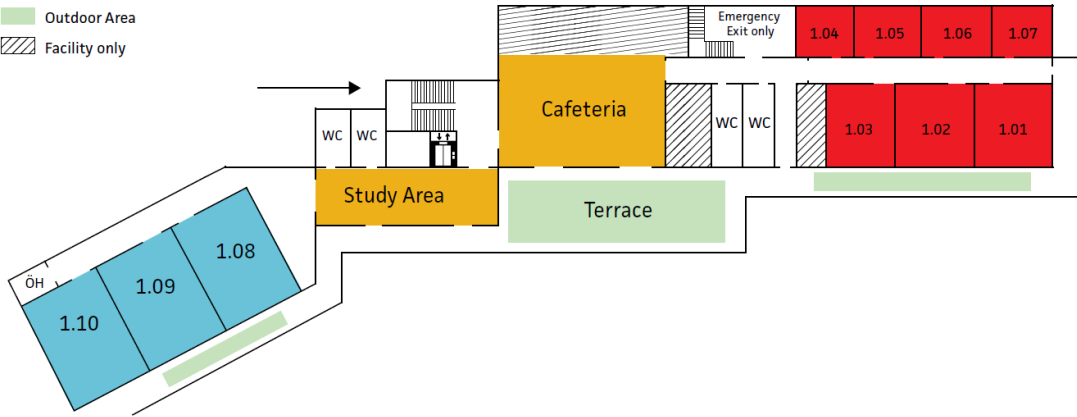 Outdoor Area
Facility only
Emergency
Exit only
1.04
1.05
1.06
1.07
Cafeteria
WC
WC
WC
WC
1.03
1.02
1.01
Study Area
Terrace
ÖH
1.10
1.09
1.08